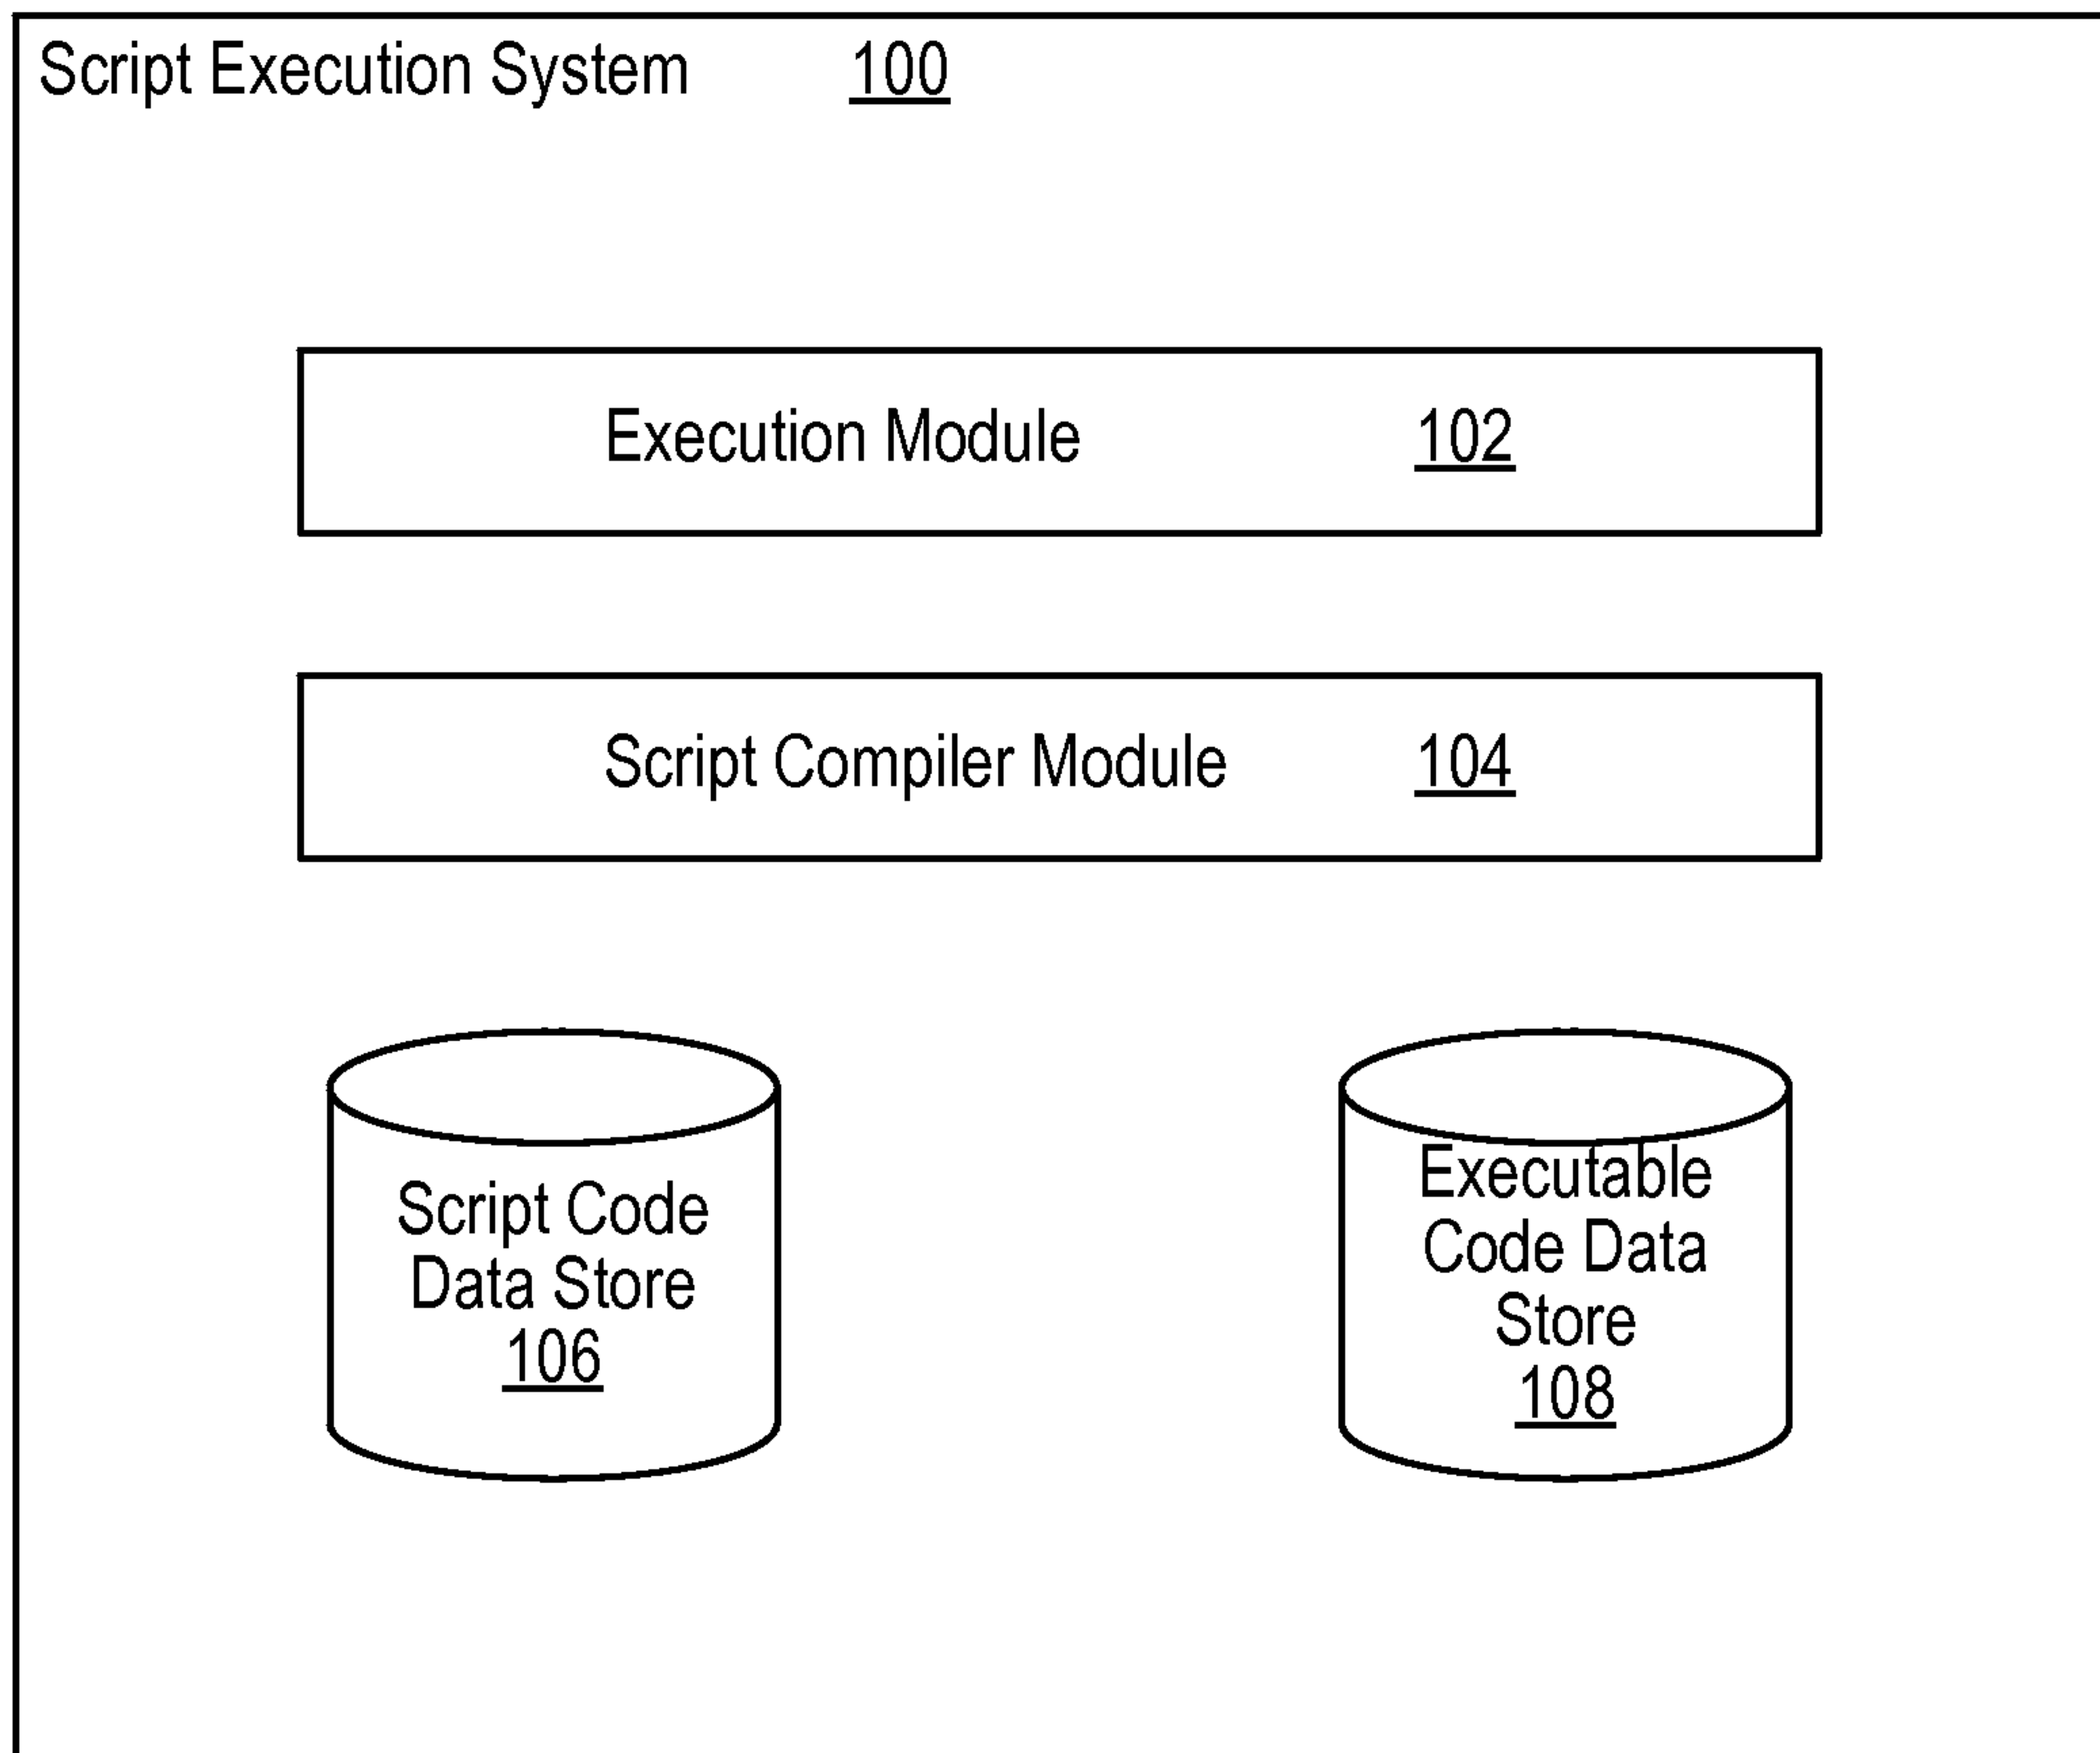 Script Execution System 100
Execution Module 102
Script Compiler Module 104
Script Code
Data Store
106
Executable
Code Data
Store
108